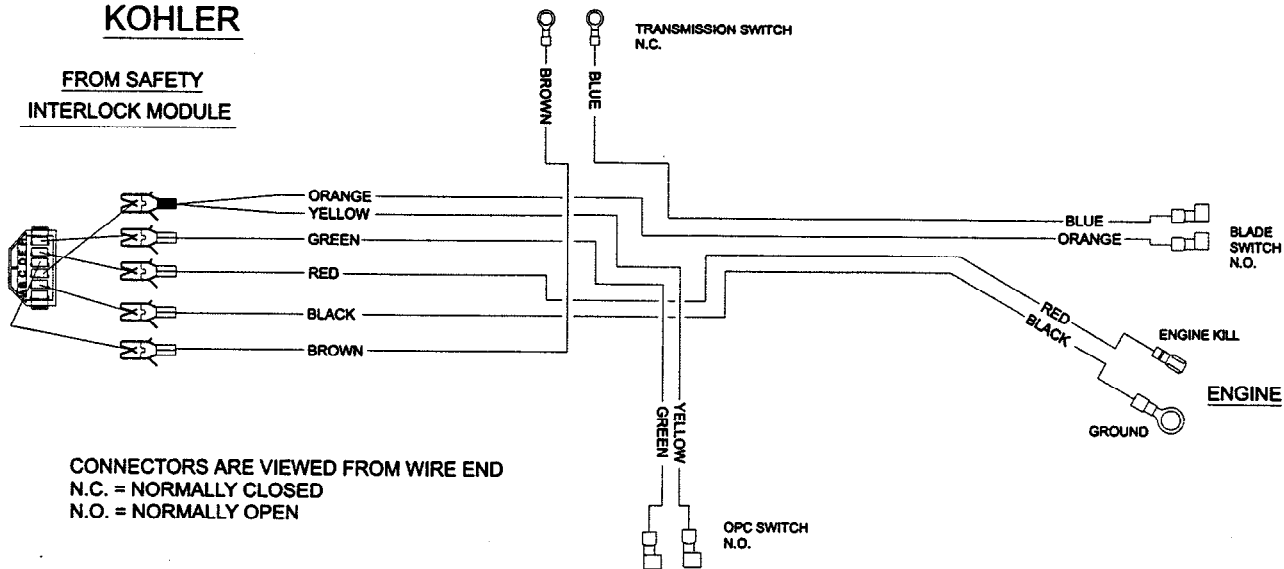 KOHLER
FROM SAFETY
INTERLOCK MODULE
TRANSMISSION SWITCH
N.C.
BROWN
BLUE
ORANGE
YELLOW
GREEN
RED
BLACK
BROWN
BLUE
ORANGE
BLADE
SWITCH
N.O.
RED
BLACK
ENGINE KILL
ENGINE
GROUND
GREEN
YELLOW
OPC SWITCH
N.O.
CONNECTORS ARE VIEWED FROM WIRE END
N.C. = NORMALLY CLOSED
N.O. = NORMALLY OPEN